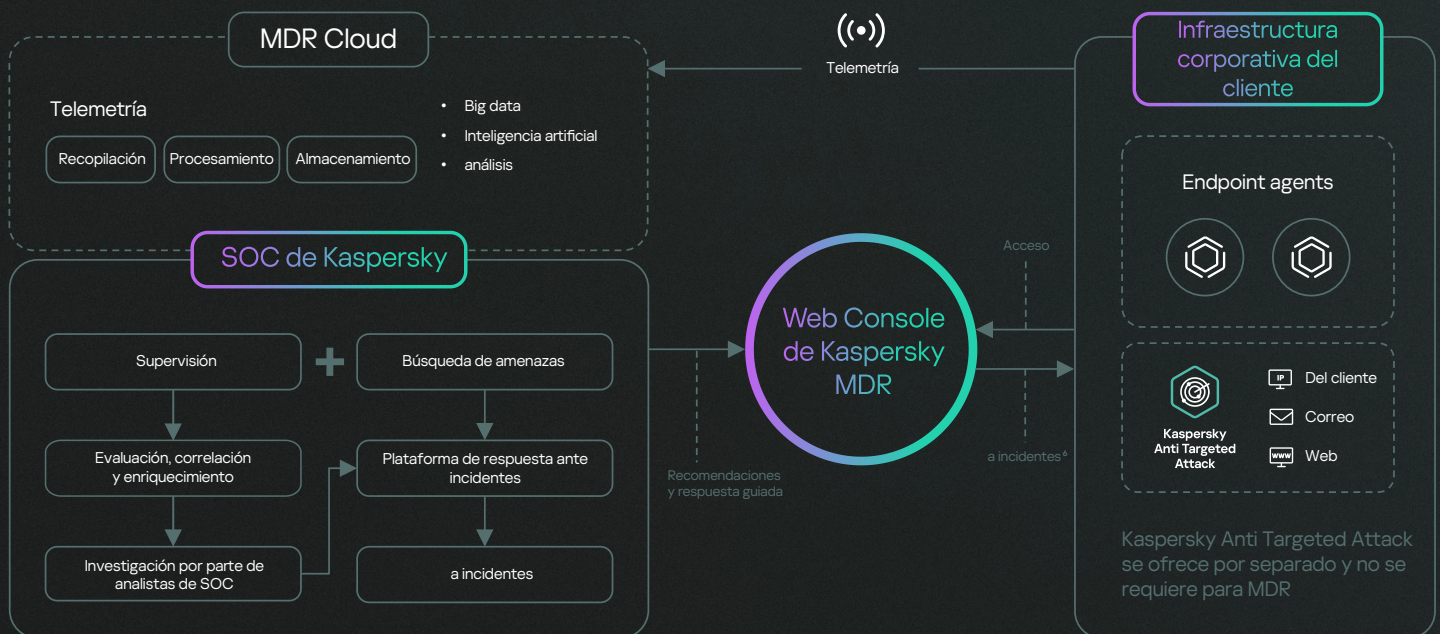 MDR Cloud
Telemetría
Recopilación
Procesamiento
Almacenamiento
• Big data
• Inteligencia artificial
• análisis
SOC de Kaspersky
Supervisión
Búsqueda de amenazas
Evaluación, correlación
y enriquecimiento
Plataforma de respuesta ante
incidentes
Investigación por parte de
analistas de SOC
a incidentes
Telemetría
Web Console
de Kaspersky
MDR
Recomendaciones
y respuesta guiada
Acceso
a incidentes⁶
Infraestructura
corporativa del
cliente
Endpoint agents
Kaspersky
Anti Targeted
Attack
IP
Del cliente
Correo
WWW
Web
Kaspersky Anti Targeted Attack
se ofrece por separado y no se
requiere para MDR